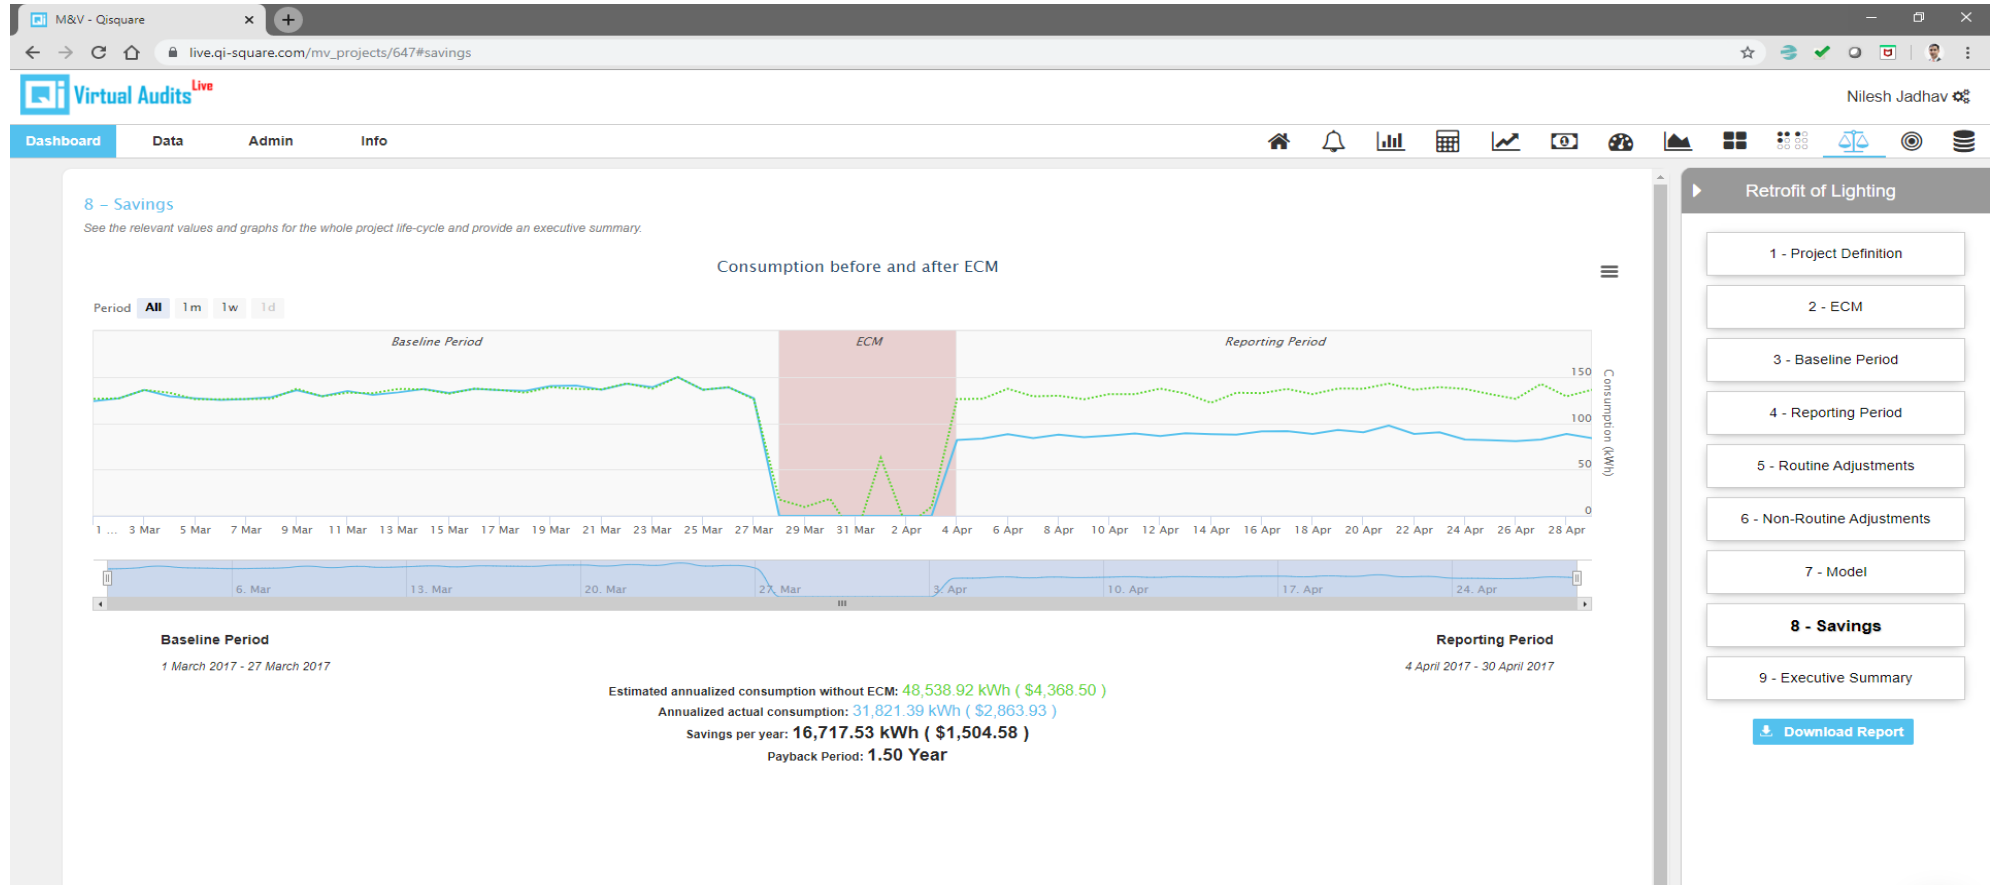 M&V - Qisquare
live.qi-square.com/mv_projects/647#savings
Qi Virtual Audits Live
Nilesh Jadhav
Dashboard Data Admin Info
8 – Savings
See the relevant values and graphs for the whole project life-cycle and provide an executive summary.
Consumption before and after ECM
Period All 1m 1w 1d
Baseline Period ECM Reporting Period
150
100
50
0
Consumption (kWh)
1 ... 3 Mar 5 Mar 7 Mar 9 Mar 11 Mar 13 Mar 15 Mar 17 Mar 19 Mar 21 Mar 23 Mar 25 Mar 27 Mar 29 Mar 31 Mar 2 Apr 4 Apr 6 Apr 8 Apr 10 Apr 12 Apr 14 Apr 16 Apr 18 Apr 20 Apr 22 Apr 24 Apr 26 Apr 28 Apr
6. Mar 13. Mar 20. Mar 27. Mar 3. Apr 10. Apr 17. Apr 24. Apr
Baseline Period Reporting Period
1 March 2017 - 27 March 2017 4 April 2017 - 30 April 2017
Estimated annualized consumption without ECM: 48,538.92 kWh ( $4,368.50 )
Annualized actual consumption: 31,821.39 kWh ( $2,863.93 )
Savings per year: 16,717.53 kWh ( $1,504.58 )
Payback Period: 1.50 Year
Retrofit of Lighting
1 - Project Definition
2 - ECM
3 - Baseline Period
4 - Reporting Period
5 - Routine Adjustments
6 - Non-Routine Adjustments
7 - Model
8 - Savings
9 - Executive Summary
Download Report